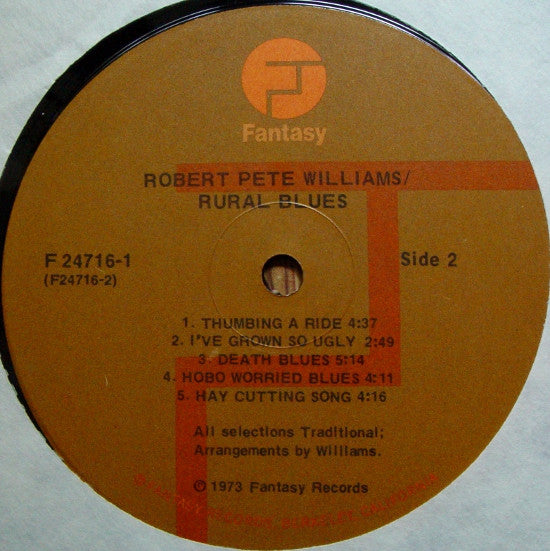 Fantasy
ROBERT PETE WILLIAMS/
RURAL BLUES
F 24716-1
(F24716-2)
Side 2
1. THUMBING A RIDE 4:37
2. I'VE GROWN SO UGLY 2:49
3. DEATH BLUES 5:14
4. HOBO WORRIED BLUES 4:11
5. HAY CUTTING SONG 4:16
All selections Traditional;
Arrangements by Williams.
© 1973 Fantasy Records
BERKELEY, CALIFORNIA